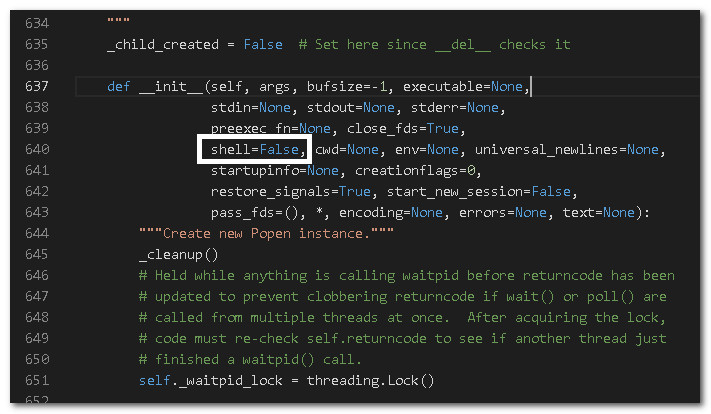 634 """
635 _child_created = False  # Set here since __del__ checks it
636
637 def __init__(self, args, bufsize=-1, executable=None,
638 stdin=None, stdout=None, stderr=None,
639 preexec_fn=None, close_fds=True,
640 shell=False, cwd=None, env=None, universal_newlines=None,
641 startupinfo=None, creationflags=0,
642 restore_signals=True, start_new_session=False,
643 pass_fds=(), *, encoding=None, errors=None, text=None):
644 """Create new Popen instance."""
645 _cleanup()
646 # Held while anything is calling waitpid before returncode has been
647 # updated to prevent clobbering returncode if wait() or poll() are
648 # called from multiple threads at once.  After acquiring the lock,
649 # code must re-check self.returncode to see if another thread just
650 # finished a waitpid() call.
651 self._waitpid_lock = threading.Lock()
652